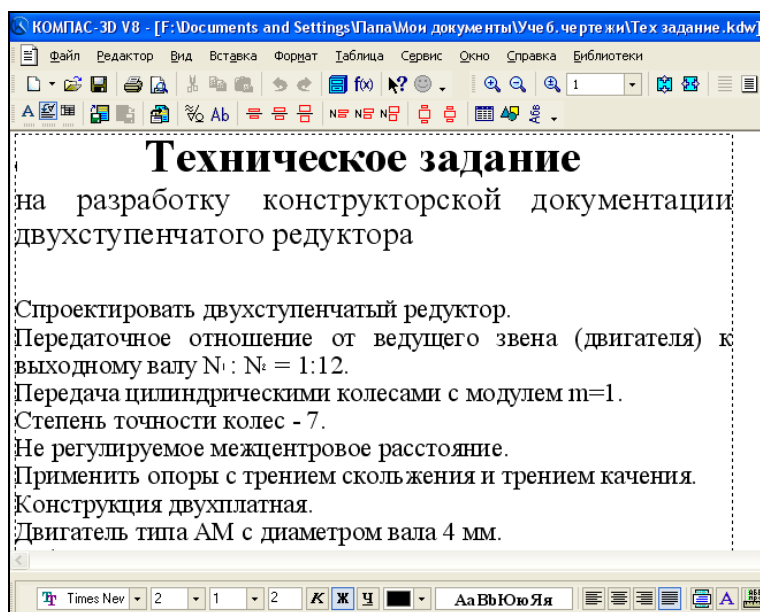 КОМПАС-3D V8 - [F:\Documents and Settings\Папа\Мои документы\Учеб.чертежи\Тех задание.kdw]
Файл Редактор Вид Вставка Формат Таблица Сервис Окно Справка Библиотеки
f(x) 1
A Аb N N N Абв
Техническое задание
на разработку конструкторской документации
двухступенчатого редуктора
Спроектировать двухступенчатый редуктор.
Передаточное отношение от ведущего звена (двигателя) к
выходному валу N₁ : N₂ = 1:12.
Передача цилиндрическими колесами с модулем m=1.
Степень точности колес - 7.
Не регулируемое межцентровое расстояние.
Применить опоры с трением скольжения и трением качения.
Конструкция двухплатная.
Двигатель типа АМ с диаметром вала 4 мм.
Times New 2 1 2 К Ж Ч АаВbЮюЯя A